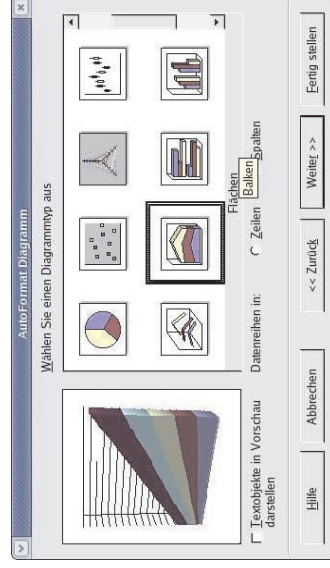 AutoFormat Diagramm
Wählen Sie einen Diagrammtyp aus
Flächen
Balken
Textobjekte in Vorschau
darstellen
Datenreihen in:
Zeilen
Spalten
Hilfe
Abbrechen
<< Zurück
Weiter >>
Fertig stellen